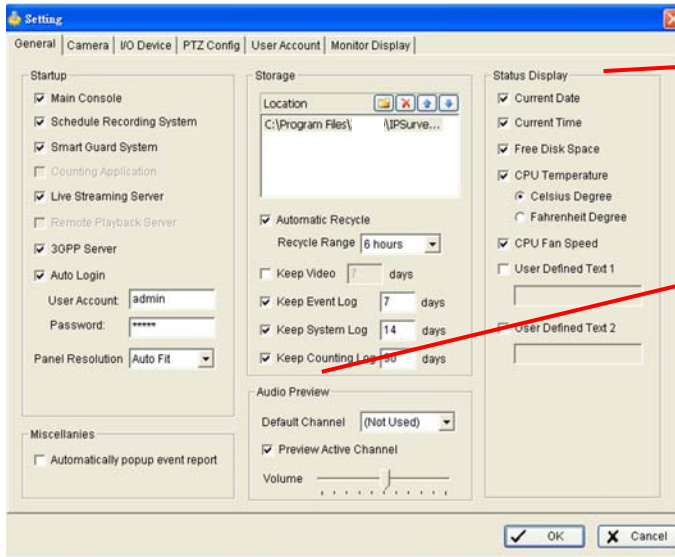 Setting
General Camera I/O Device PTZ Config User Account Monitor Display
Startup
Main Console
Schedule Recording System
Smart Guard System
Counting Application
Live Streaming Server
Remote Playback Server
3GPP Server
Auto Login
User Account: admin
Password: *****
Panel Resolution Auto Fit
Miscellanies
Automatically popup event report
Storage
Location
C:\Program Files\ \IPSurve...
Automatic Recycle
Recycle Range 6 hours
Keep Video 7 days
Keep Event Log 7 days
Keep System Log 14 days
Keep Counting Log days
Audio Preview
Default Channel (Not Used)
Preview Active Channel
Volume
Status Display
Current Date
Current Time
Free Disk Space
CPU Temperature
Celsius Degree
Fahrenheit Degree
CPU Fan Speed
User Defined Text 1
User Defined Text 2
OK Cancel